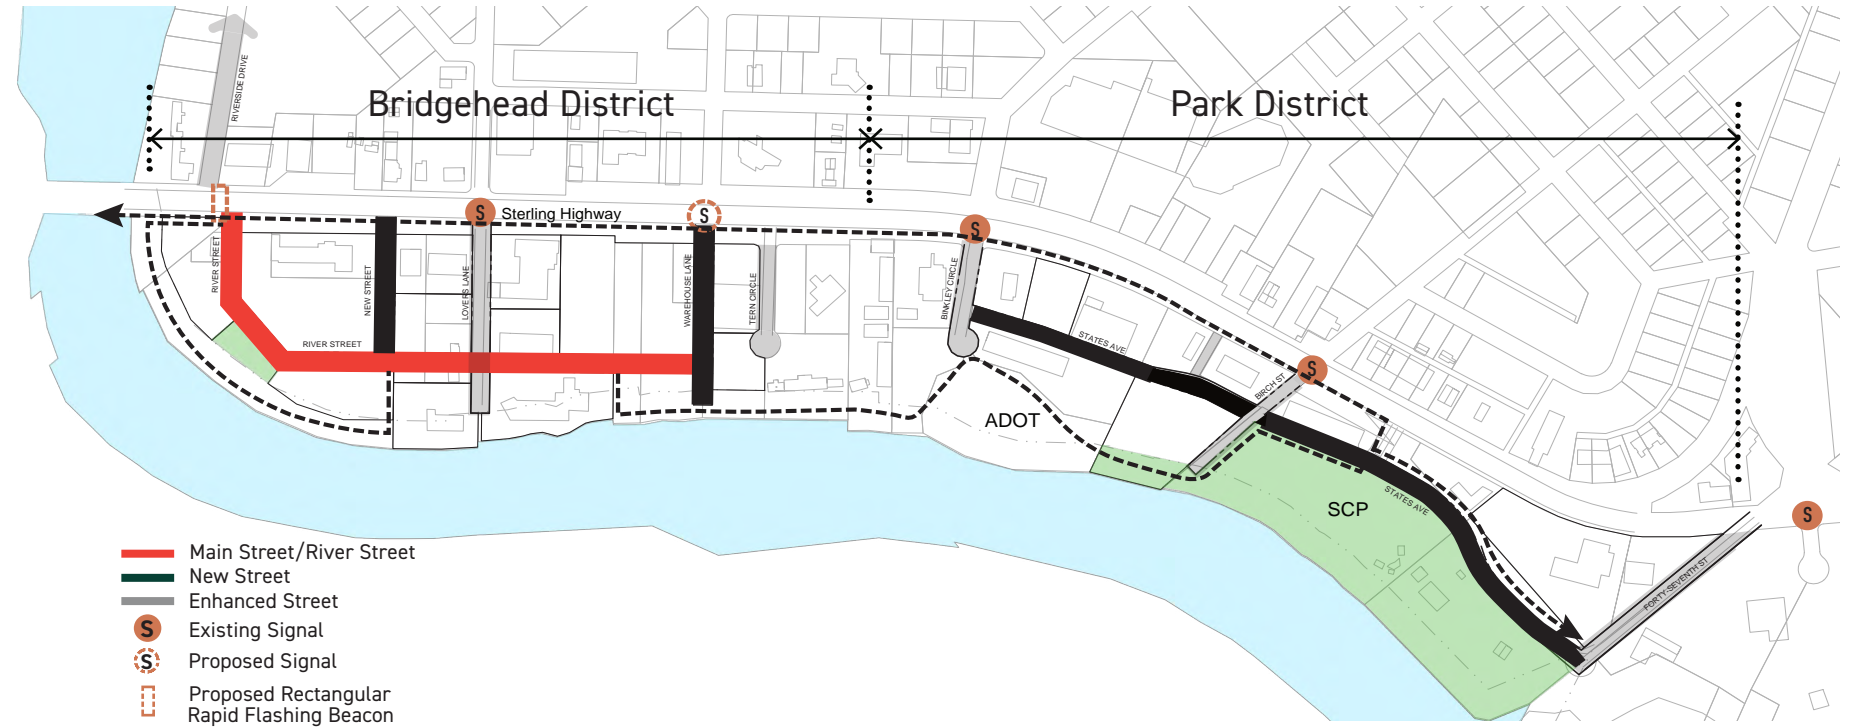 RIVERSIDE DRIVE
Bridgehead District
Park District
S
Sterling Highway
S
S
RIVER STREET
NEW STREET
LOVERS LANE
WAREHOUSE LANE
TERN CIRCLE
BINKLEY CIRCLE
RIVER STREET
STATES AVE
S
BIRCH ST
ADOT
SCP
STATES AVE
S
FORTY-SEVENTH ST
Main Street/River Street
New Street
Enhanced Street
S Existing Signal
S Proposed Signal
Proposed Rectangular
Rapid Flashing Beacon